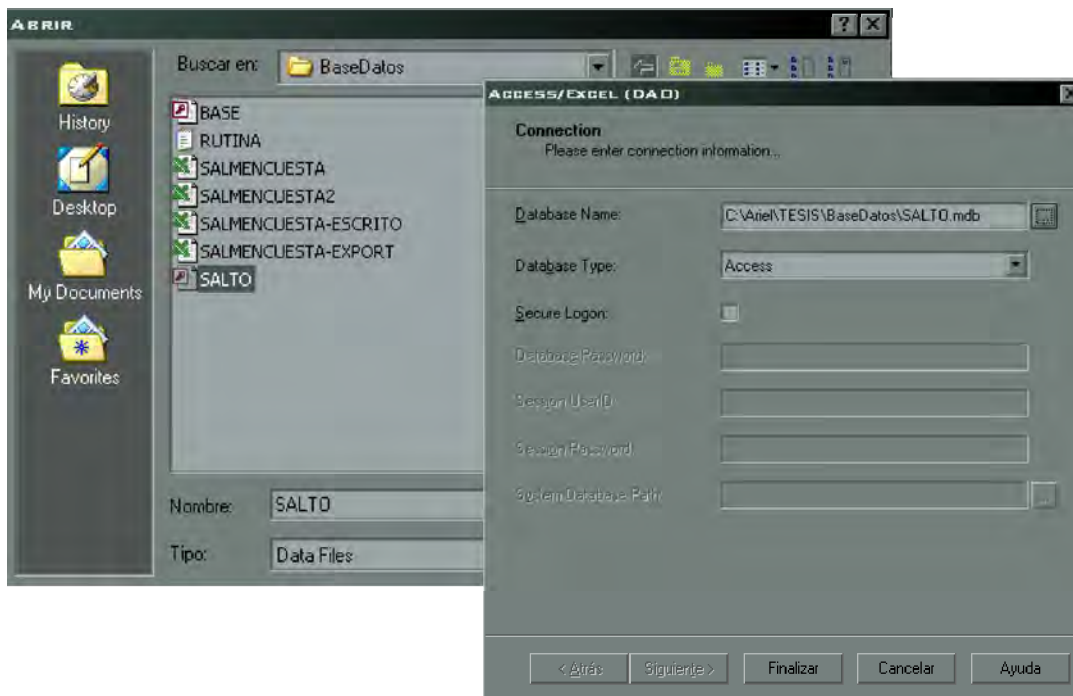 ABRIR
Buscar en: BaseDatos
History
Desktop
My Documents
Favorites
BASE
RUTINA
SALMENCUESTA
SALMENCUESTA2
SALMENCUESTA-ESCRITO
SALMENCUESTA-EXPORT
SALTO
Nombre: SALTO
Tipo: Data Files
ACCESS/EXCEL (DAO)
Connection
Please enter connection information...
Database Name: C:\Ariel\TESIS\BaseDatos\SALTO.mdb ...
Database Type: Access
Secure Logon:
Database Password:
Session UserID:
Session Password:
System Database Path: ...
< Atrás Siguiente > Finalizar Cancelar Ayuda